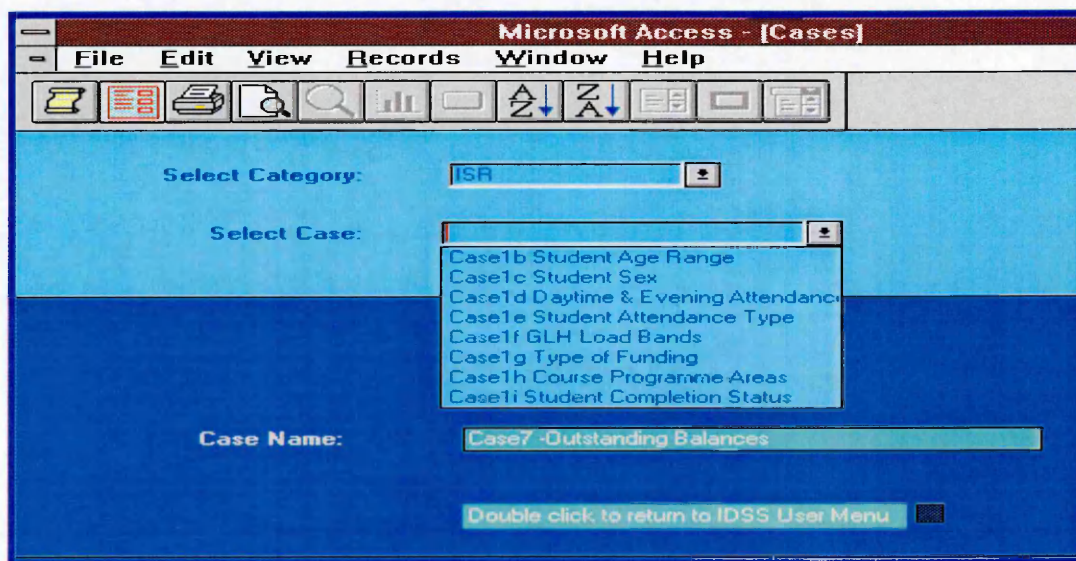 Microsoft Access - [Cases]
File Edit View Records Window Help
Select Category: ISR
Select Case:
Case1b Student Age Range
Case1c Student Sex
Case1d Daytime & Evening Attendanc
Case1e Student Attendance Type
Case1f GLH Load Bands
Case1g Type of Funding
Case1h Course Programme Areas
Case1i Student Completion Status
Case Name: Case7 -Outstanding Balances
Double click to return to IDSS User Menu